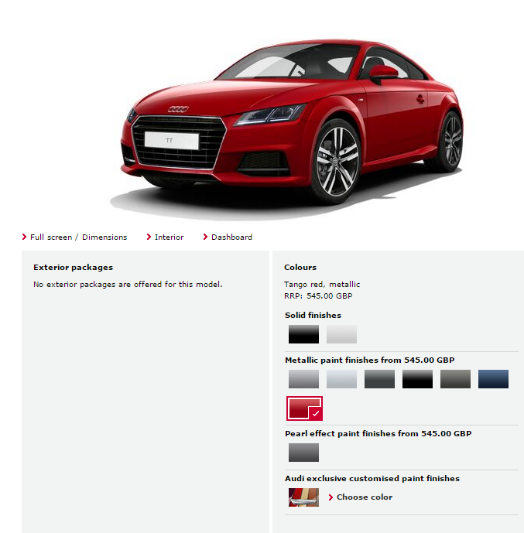 TT
Full screen / Dimensions
Interior
Dashboard
Exterior packages
No exterior packages are offered for this model.
Colours
Tango red, metallic
RRP: 545.00 GBP
Solid finishes
Metallic paint finishes from 545.00 GBP
Pearl effect paint finishes from 545.00 GBP
Audi exclusive customised paint finishes
Choose color